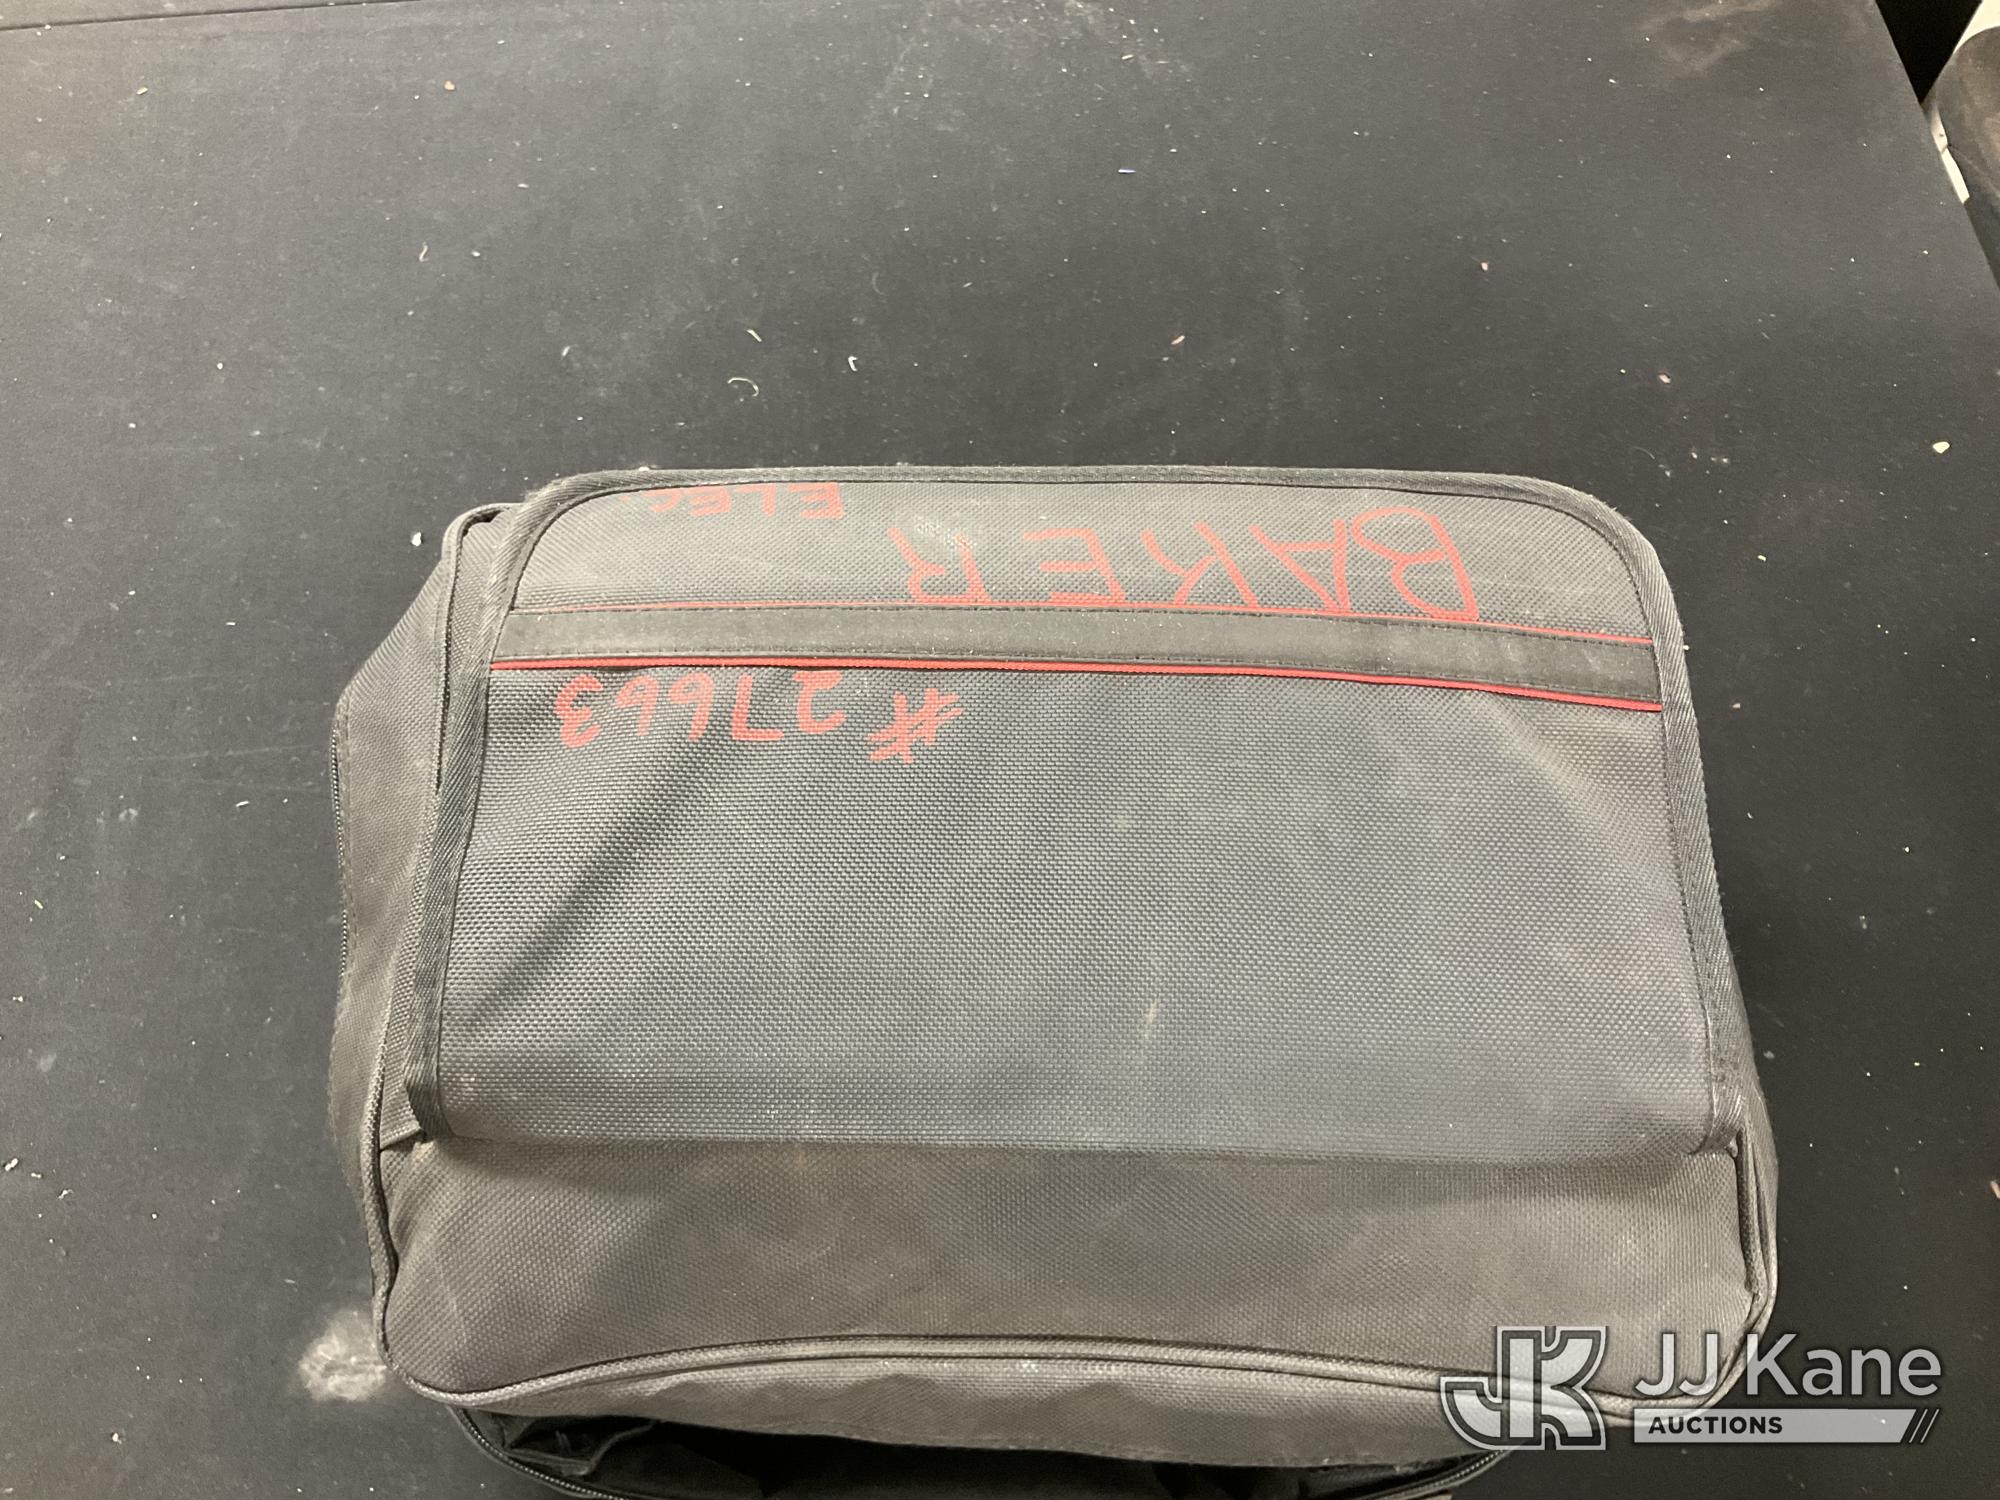 #27663
BAKER
ELEC.
JJ Kane
AUCTIONS